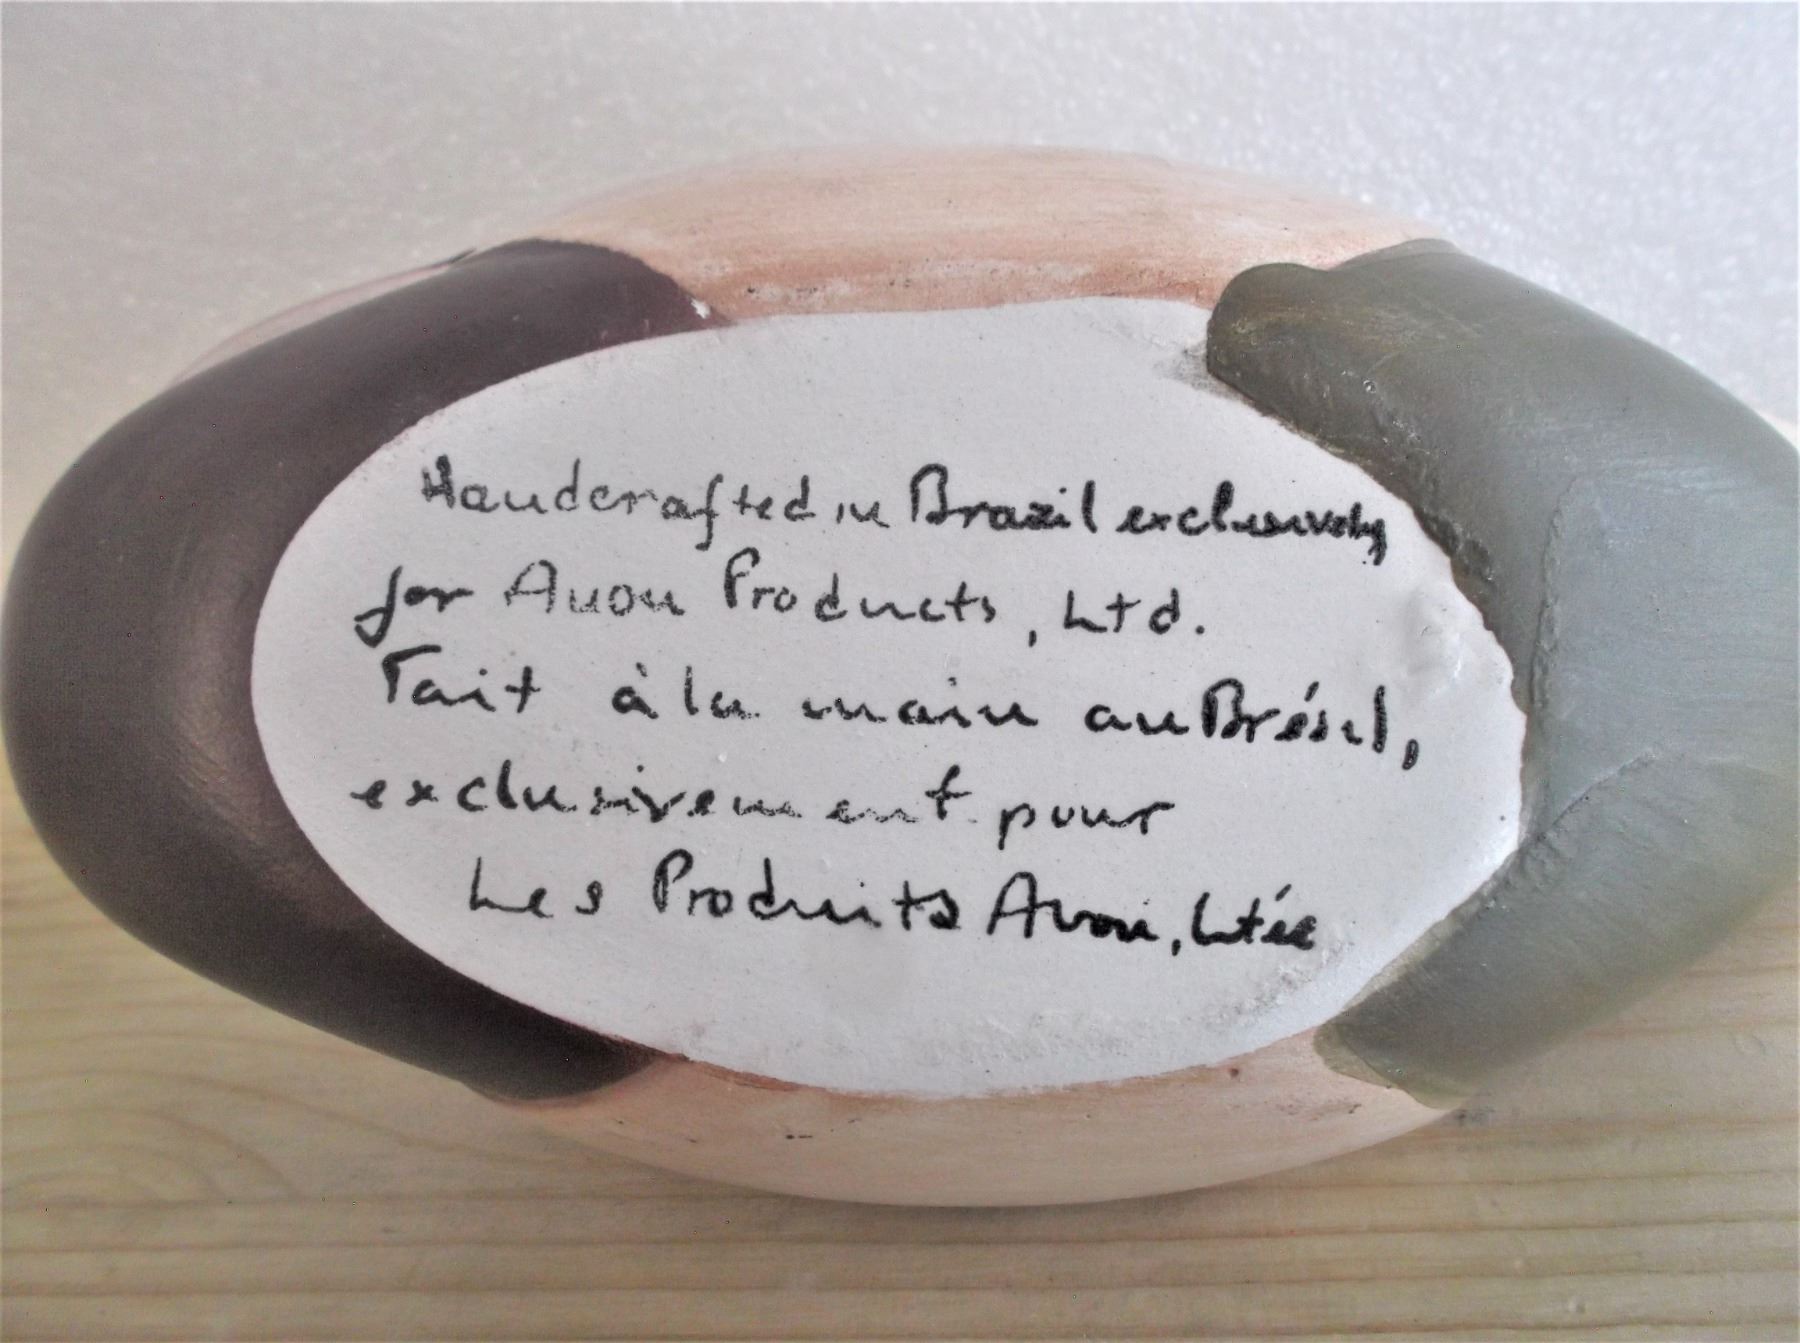 Handcrafted in Brazil exclusively
for Avon Products, Ltd.
Fait à la main au Brésil,
exclusivement pour
Les Produits Avon, Ltée